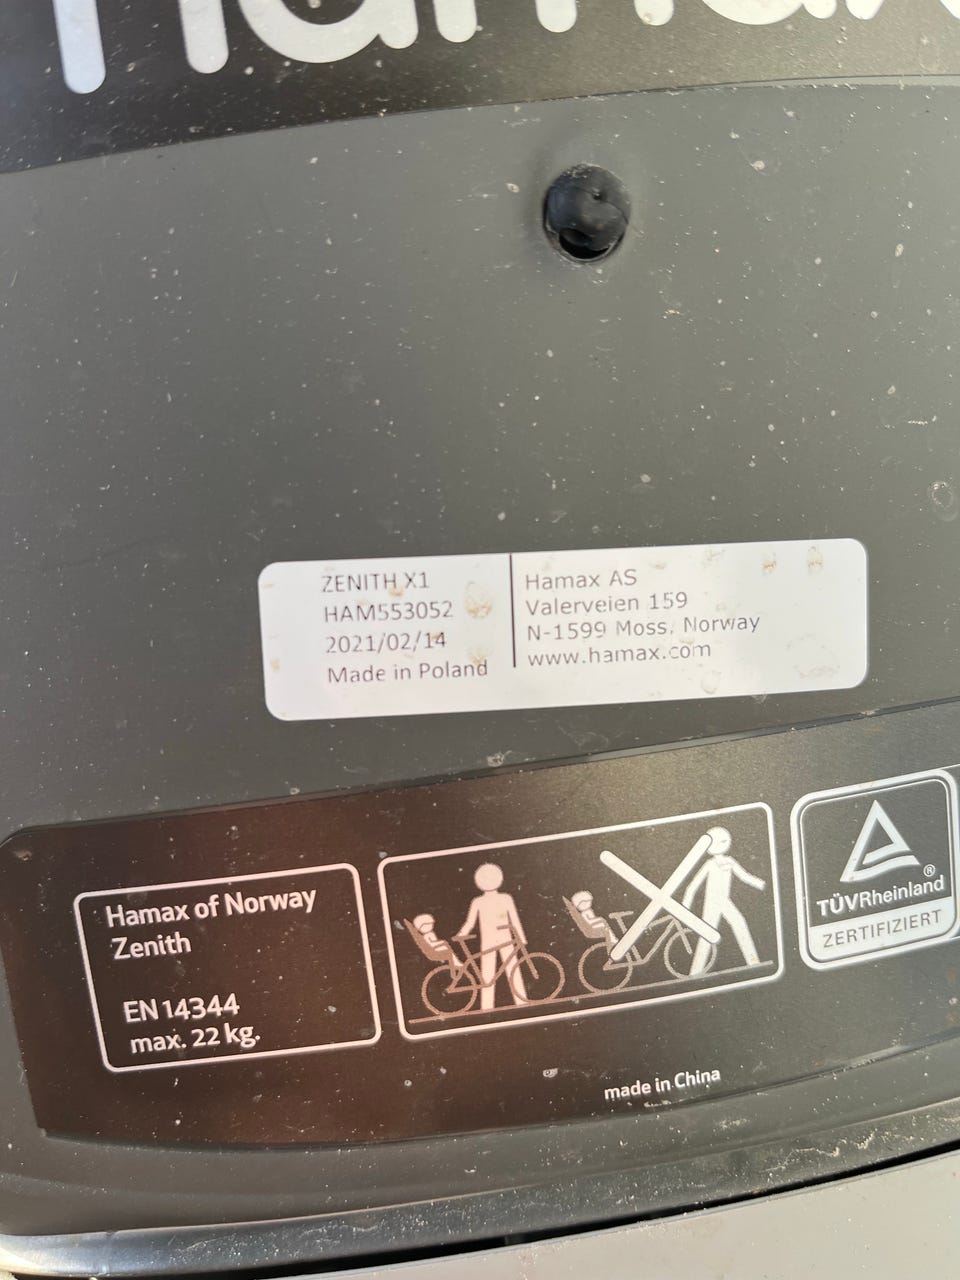 hamax
ZENITH X1
HAM553052
2021/02/14
Made in Poland
Hamax AS
Valerveien 159
N-1599 Moss, Norway
www.hamax.com
Hamax of Norway
Zenith
EN 14344
max. 22 kg.
TÜVRheinland®
ZERTIFIZIERT
made in China